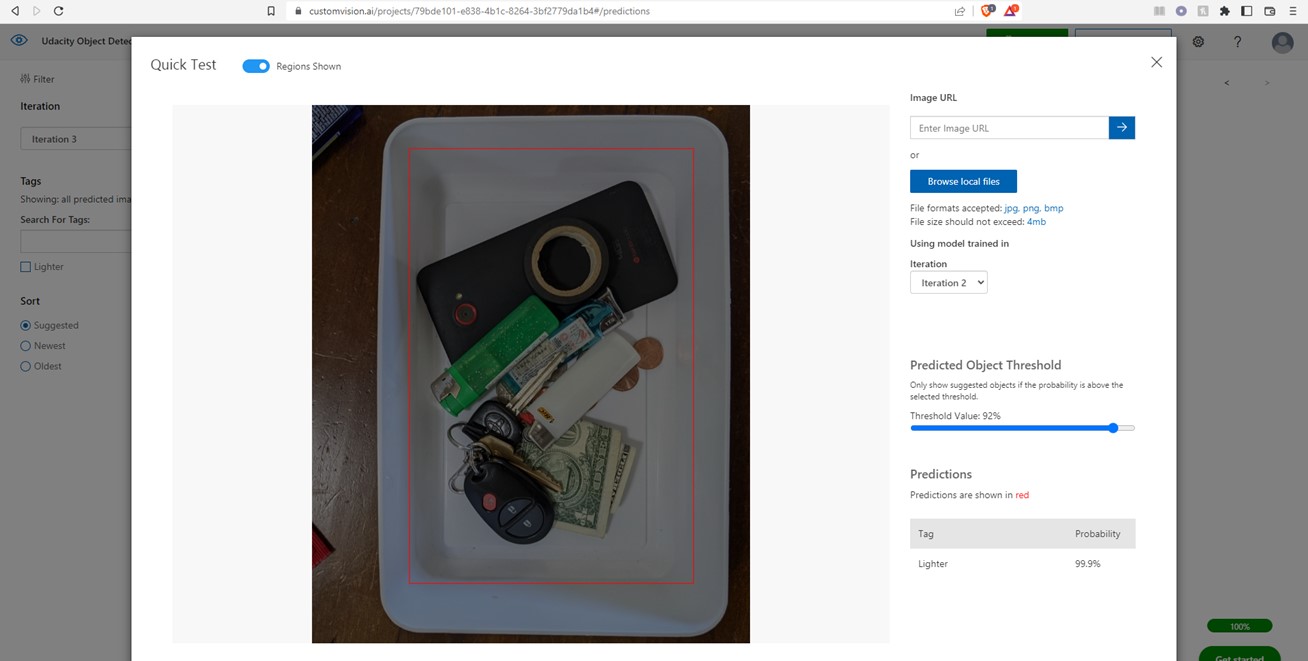 customvision.ai/projects/79bde101-e838-4b1c-8264-3bf2779da1b4#/predictions
Udacity Object Detec
Filter
Iteration
Iteration 3
Tags
Showing: all predicted ima
Search For Tags:
Lighter
Sort
Suggested
Newest
Oldest
Quick Test
Regions Shown
Image URL
Enter Image URL
or
Browse local files
File formats accepted: jpg, png, bmp
File size should not exceed: 4mb
Using model trained in
Iteration
Iteration 2
Predicted Object Threshold
Only show suggested objects if the probability is above the
selected threshold.
Threshold Value: 92%
Predictions
Predictions are shown in red
Tag Probability
Lighter 99.9%
100%
Get started